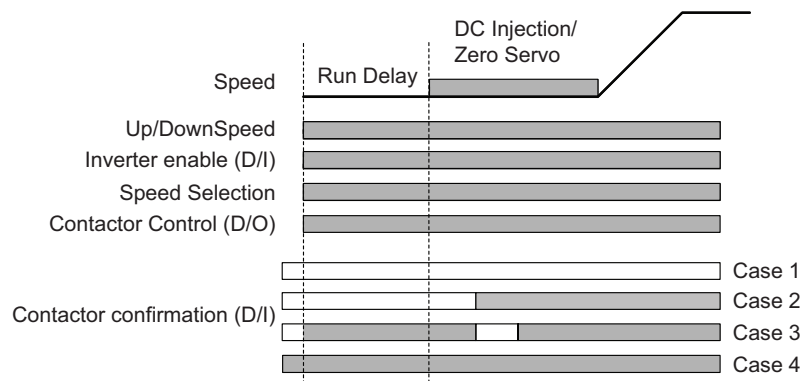 DC Injection/
Zero Servo
Run Delay
Speed
Up/DownSpeed
Inverter enable (D/I)
Speed Selection
Contactor Control (D/O)
Case 1
Case 2
Contactor confirmation (D/I)
Case 3
Case 4